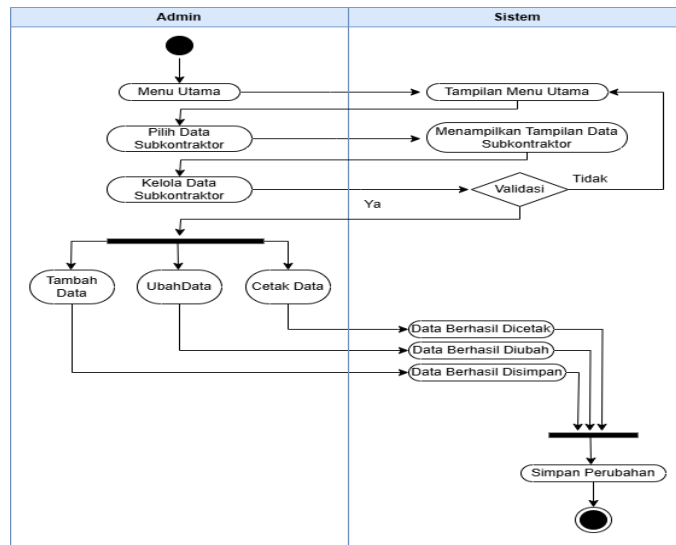 Admin
Sistem
Menu Utama
Tampilan Menu Utama
Pilih Data
Subkontraktor
Menampilkan Tampilan Data
Subkontraktor
Kelola Data
Subkontraktor
Validasi
Tidak
Ya
Tambah
Data
UbahData
Cetak Data
Data Berhasil Dicetak
Data Berhasil Diubah
Data Berhasil Disimpan
Simpan Perubahan